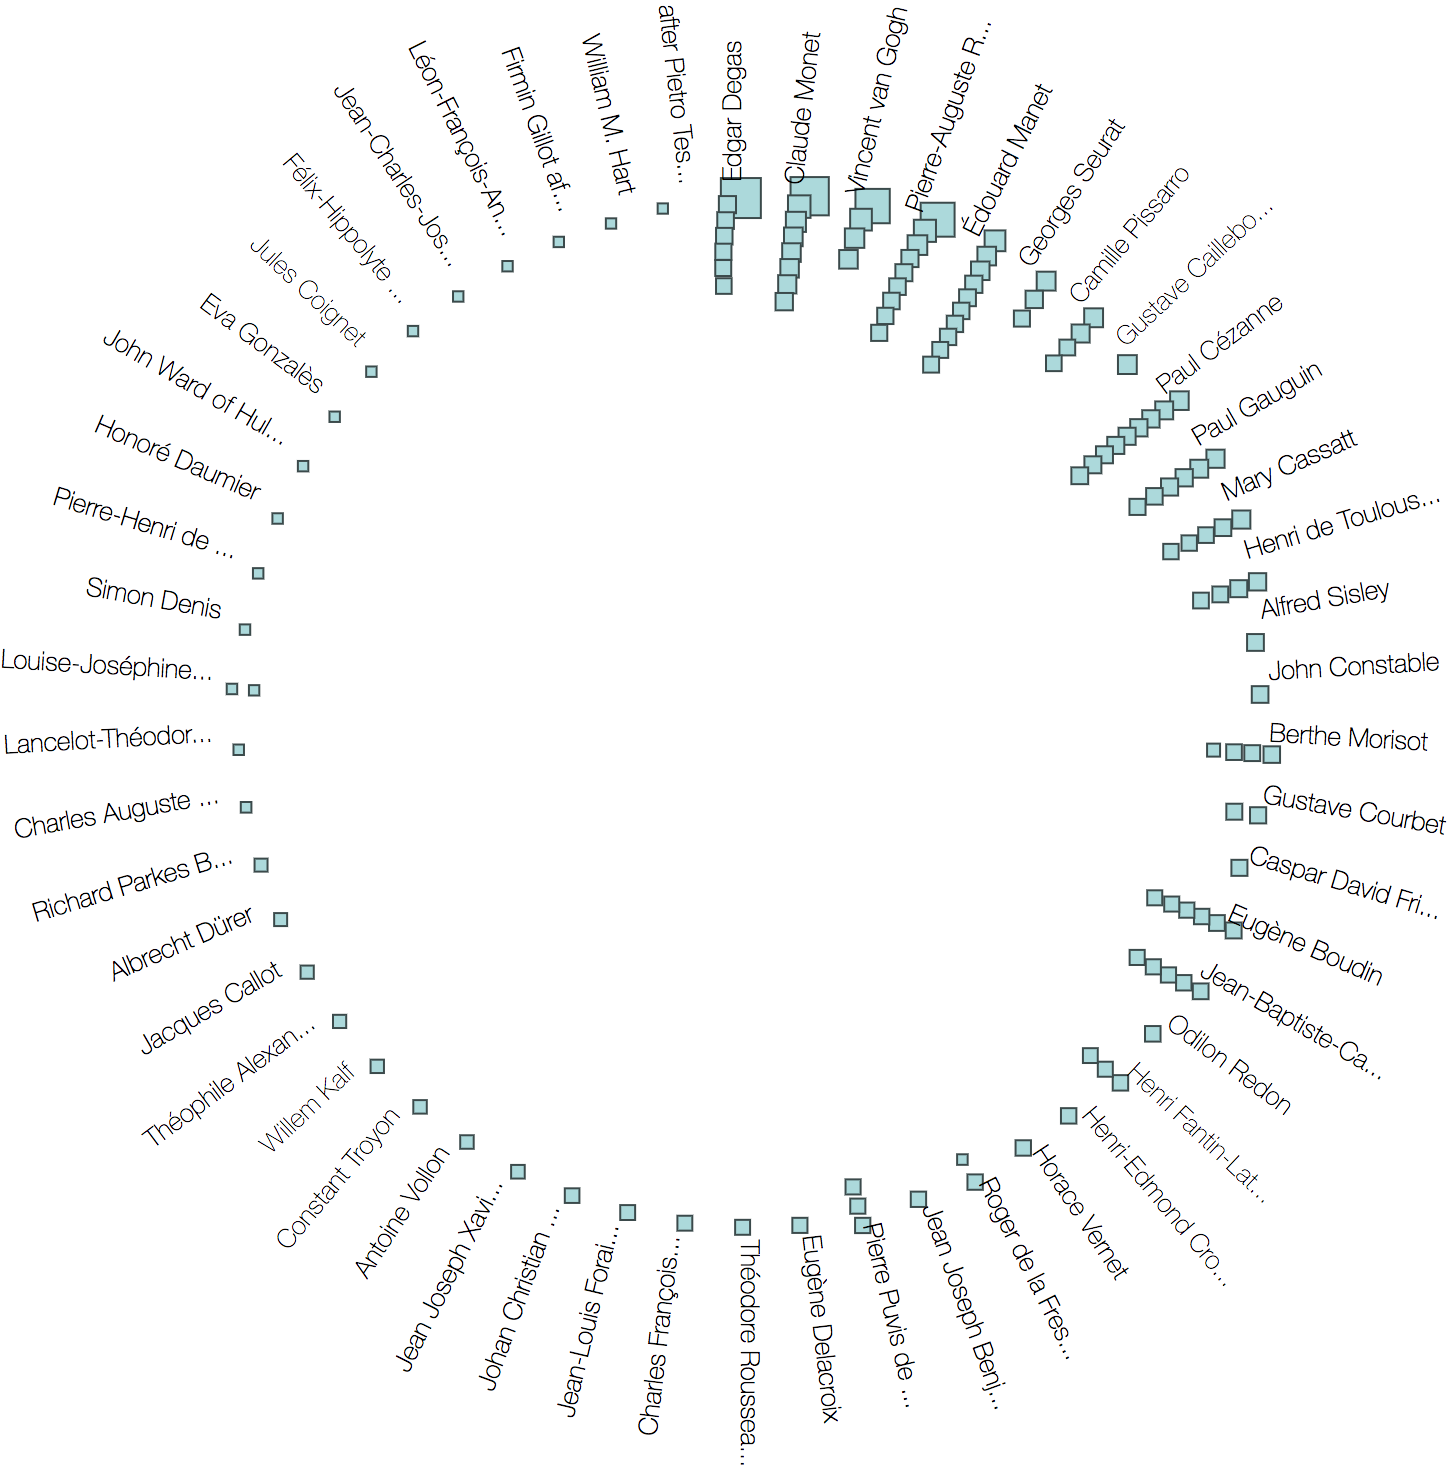 Edgar Degas
Claude Monet
Vincent van Gogh
Pierre-Auguste R...
Édouard Manet
Georges Seurat
Camille Pissarro
Gustave Caillebo...
Paul Cézanne
Paul Gauguin
Mary Cassatt
Henri de Toulous...
Alfred Sisley
John Constable
Berthe Morisot
Gustave Courbet
Caspar David Fri...
Eugène Boudin
Jean-Baptiste-Ca...
Odilon Redon
Henri Fantin-Lat...
Henri-Edmond Cro...
Horace Vernet
Roger de la Fres...
Jean Joseph Benj...
Pierre Puvis de ...
Eugène Delacroix
Théodore Roussea...
Charles François...
Jean-Louis Forai...
Johan Christian ...
Jean Joseph Xavi...
Antoine Vollon
Constant Troyon
Willem Kalf
Théophile Alexan...
Jacques Callot
Albrecht Dürer
Richard Parkes B...
Charles Auguste ...
Lancelot-Théodor...
Louise-Joséphine...
Simon Denis
Pierre-Henri de ...
Honoré Daumier
John Ward of Hul...
Eva Gonzalès
Jules Coignet
Félix-Hippolyte ...
Jean-Charles-Jos...
Léon-François-An...
Firmin Gillot af...
William M. Hart
after Pietro Tes...